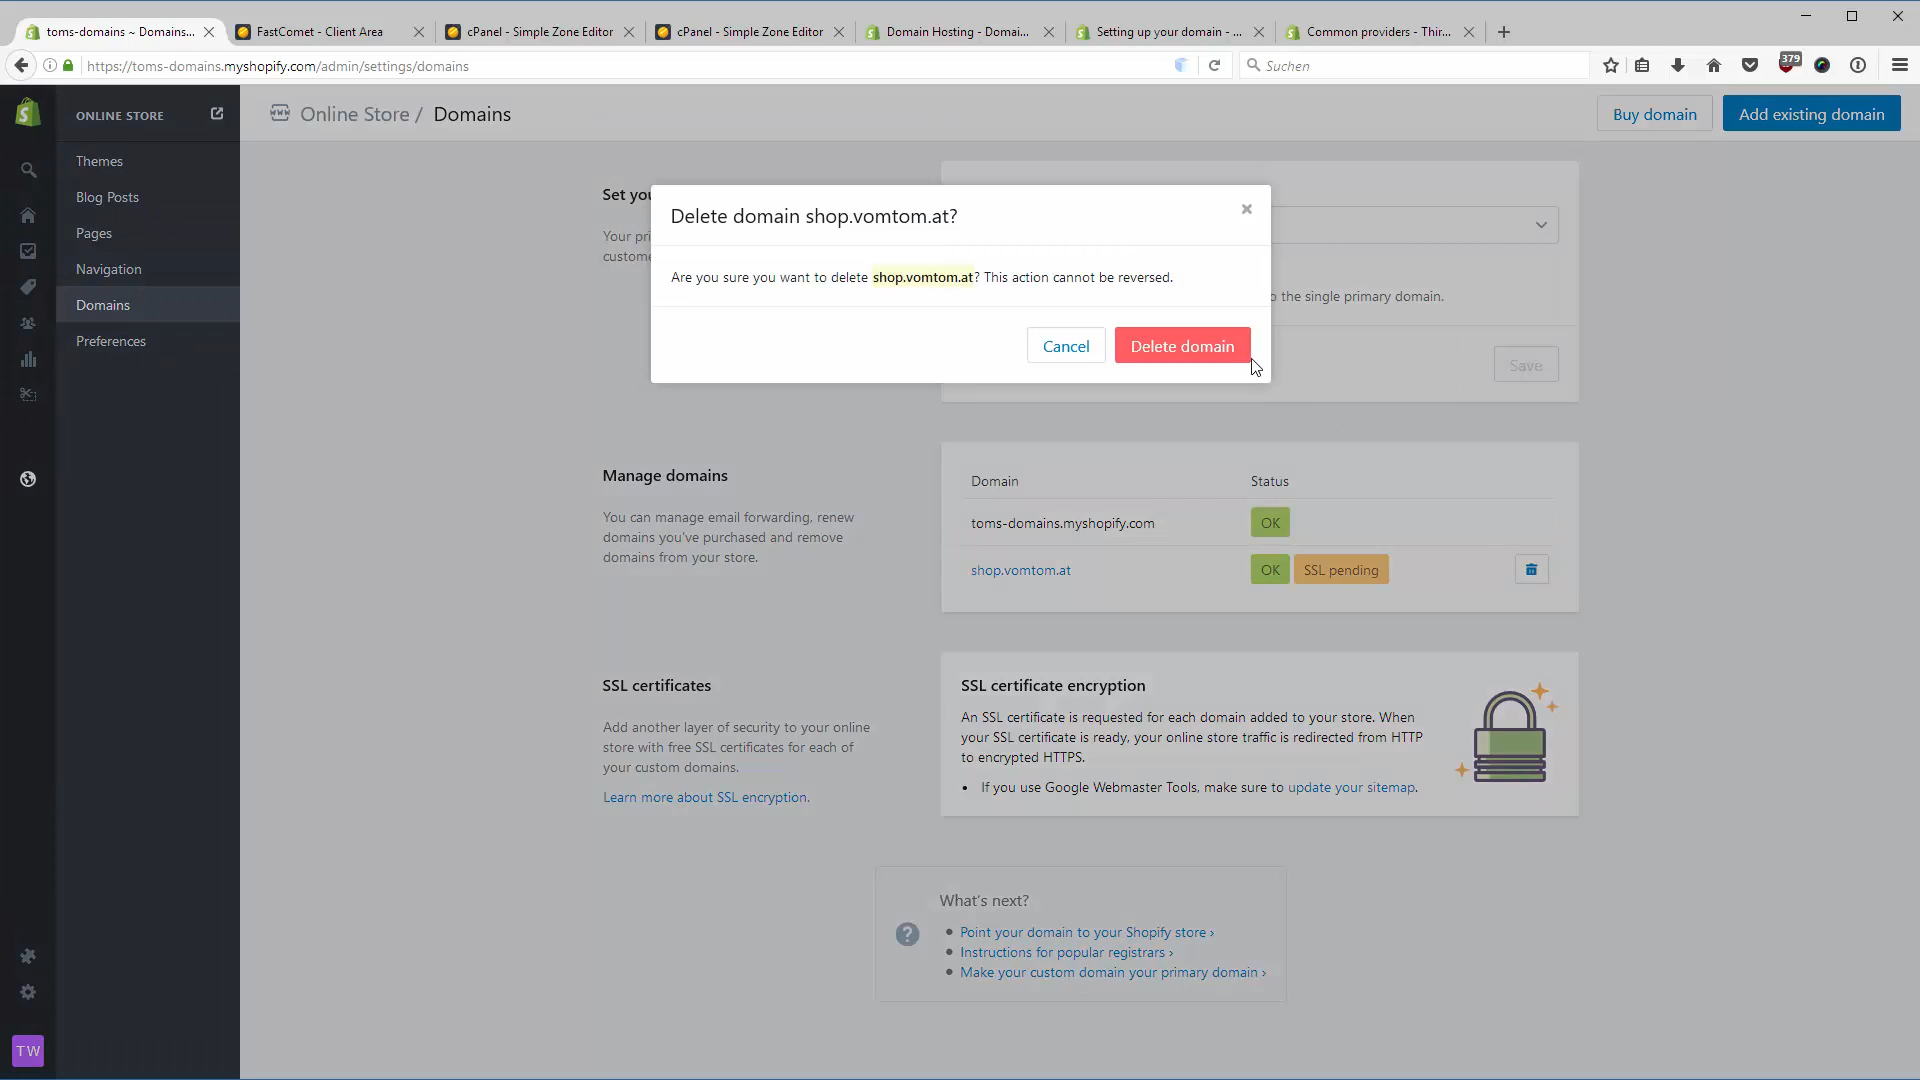 toms-domains ~ Domains...
FastComet - Client Area
cPanel - Simple Zone Editor
cPanel - Simple Zone Editor
Domain Hosting - Domai...
Setting up your domain - ...
Common providers - Thir...
https://toms-domains.myshopify.com/admin/settings/domains
Suchen
379
ONLINE STORE
Online Store / Domains
Buy domain
Add existing domain
Themes
Blog Posts
Pages
Navigation
Domains
Preferences
Set you
Your pri
custome
Delete domain shop.vomtom.at?
Are you sure you want to delete shop.vomtom.at? This action cannot be reversed.
Cancel
Delete domain
o the single primary domain.
Save
Manage domains
You can manage email forwarding, renew
domains you've purchased and remove
domains from your store.
Domain
Status
toms-domains.myshopify.com
OK
shop.vomtom.at
OK
SSL pending
SSL certificates
Add another layer of security to your online
store with free SSL certificates for each of
your custom domains.
Learn more about SSL encryption.
SSL certificate encryption
An SSL certificate is requested for each domain added to your store. When
your SSL certificate is ready, your online store traffic is redirected from HTTP
to encrypted HTTPS.
• If you use Google Webmaster Tools, make sure to update your sitemap.
What's next?
• Point your domain to your Shopify store ›
• Instructions for popular registrars ›
• Make your custom domain your primary domain ›
TW